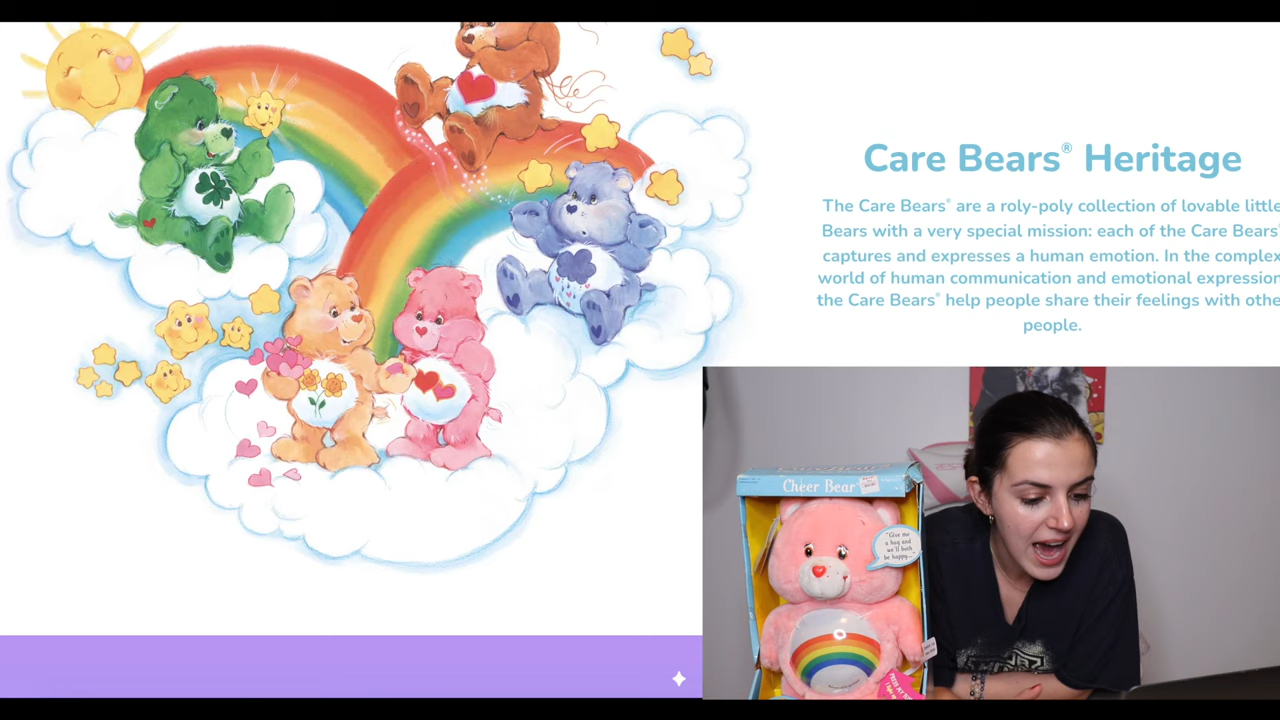 Care Bears® Heritage
The Care Bears® are a roly-poly collection of lovable little
Bears with a very special mission: each of the Care Bears®
captures and expresses a human emotion. In the complex
world of human communication and emotional expression
the Care Bears® help people share their feelings with othe
people.
Cheer Bear
"Give me
a hug and
we'll both
be happy..."